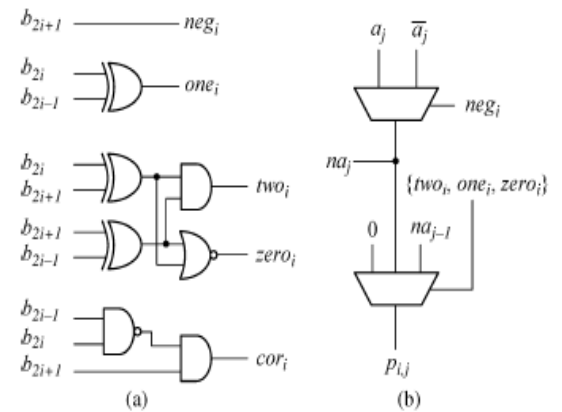 b₂ᵢ₊₁ negᵢ
b₂ᵢ
b₂ᵢ₋₁ oneᵢ
b₂ᵢ
b₂ᵢ₊₁ twoᵢ
b₂ᵢ₊₁
b₂ᵢ₋₁ zeroᵢ
b₂ᵢ₋₁
b₂ᵢ
b₂ᵢ₊₁ corᵢ
(a)
aⱼ a̅ⱼ
negᵢ
naⱼ
{twoᵢ, oneᵢ, zeroᵢ}
0 naⱼ₋₁
pᵢ,ⱼ
(b)